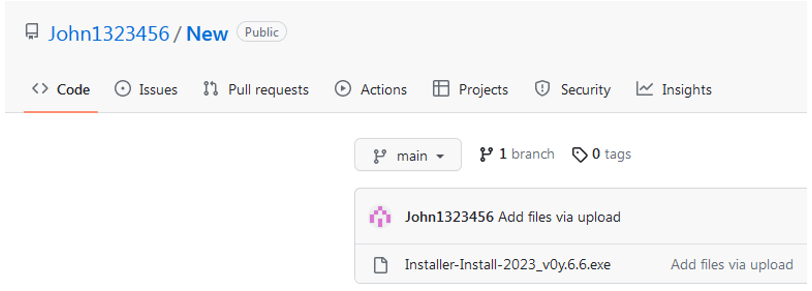 John1323456 / New Public
Code Issues Pull requests Actions Projects Security Insights
main 1 branch 0 tags
John1323456 Add files via upload
Installer-Install-2023_v0y.6.6.exe Add files via upload